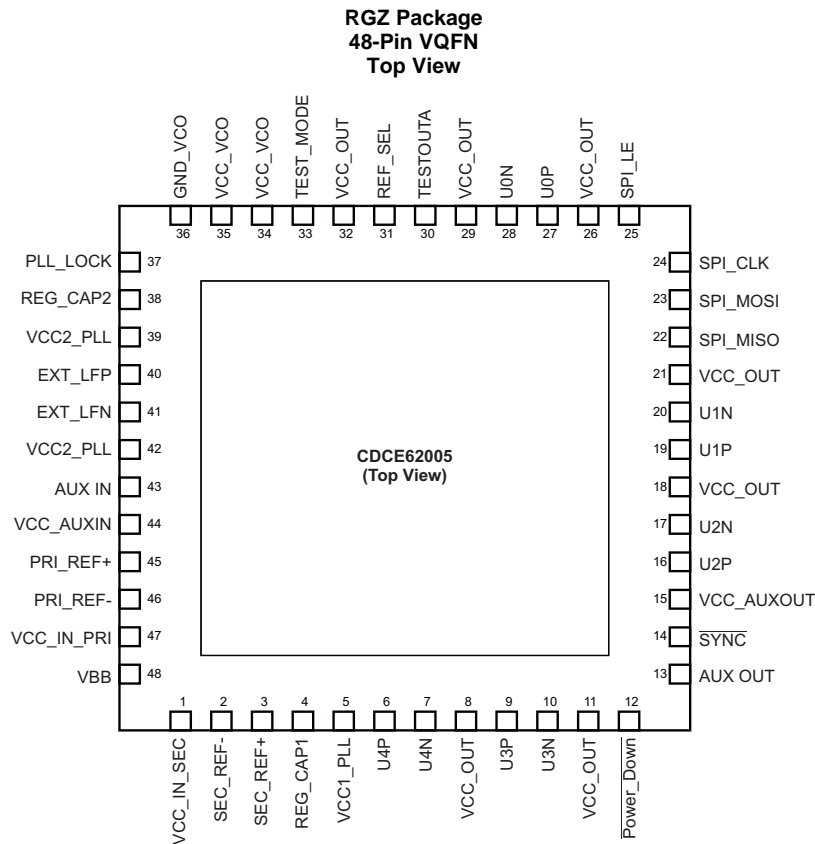 RGZ Package
48-Pin VQFN
Top View
GND_VCO
VCC_VCO
VCC_VCO
TEST_MODE
VCC_OUT
REF_SEL
TESTOUTA
VCC_OUT
U0N
U0P
VCC_OUT
SPI_LE
36 35 34 33 32 31 30 29 28 27 26 25
PLL_LOCK 37
REG_CAP2 38
VCC2_PLL 39
EXT_LFP 40
EXT_LFN 41
VCC2_PLL 42
AUX IN 43
VCC_AUXIN 44
PRI_REF+ 45
PRI_REF- 46
VCC_IN_PRI 47
VBB 48
CDCE62005
(Top View)
24 SPI_CLK
23 SPI_MOSI
22 SPI_MISO
21 VCC_OUT
20 U1N
19 U1P
18 VCC_OUT
17 U2N
16 U2P
15 VCC_AUXOUT
14 SYNC
13 AUX OUT
1 2 3 4 5 6 7 8 9 10 11 12
VCC_IN_SEC
SEC_REF-
SEC_REF+
REG_CAP1
VCC1_PLL
U4P
U4N
VCC_OUT
U3P
U3N
VCC_OUT
Power_Down